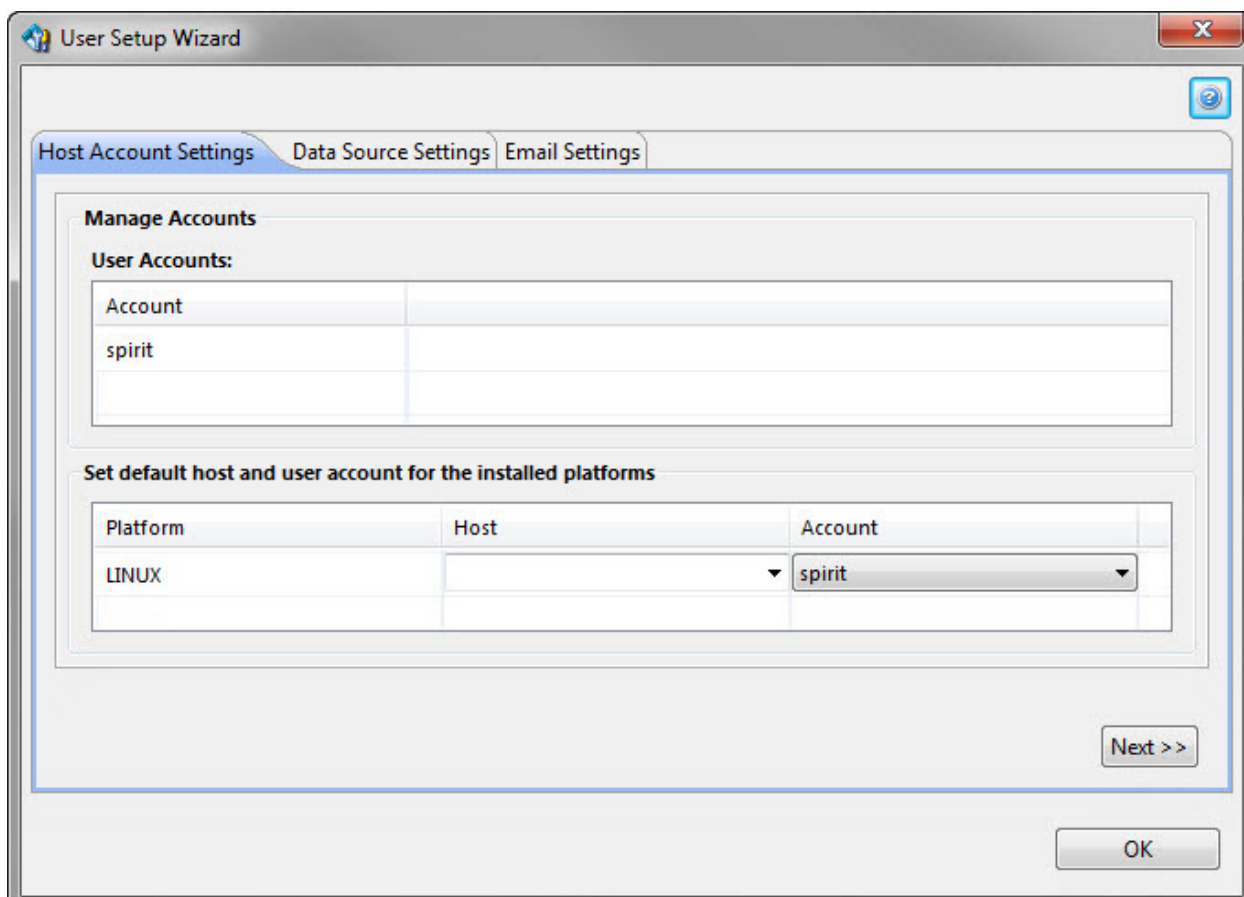 User Setup Wizard
Host Account Settings Data Source Settings Email Settings
Manage Accounts
User Accounts:
Account
spirit
Set default host and user account for the installed platforms
Platform Host Account
LINUX spirit
Next >>
OK